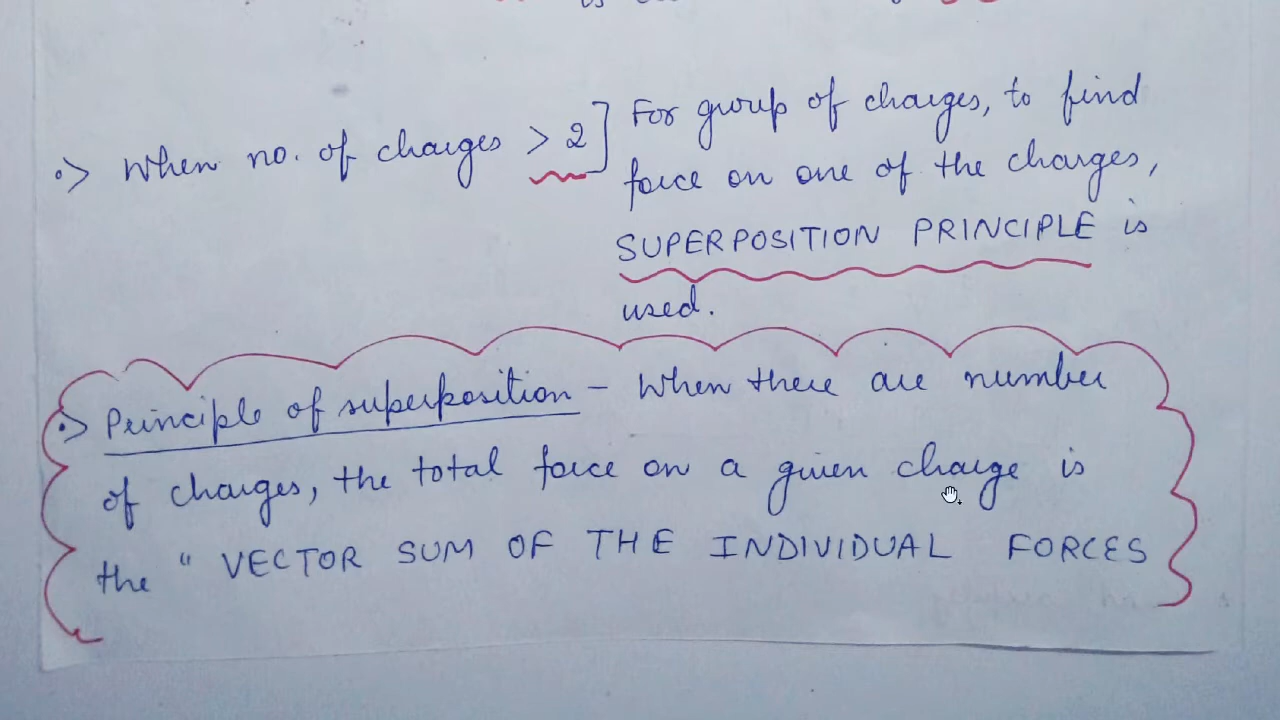 .> When no. of charges > 2]
For group of charges, to find
force on one of the charges,
SUPERPOSITION PRINCIPLE is
used.
.> Principle of superposition - When there are number
of charges, the total force on a given charge is
the " VECTOR SUM OF THE INDIVIDUAL FORCES